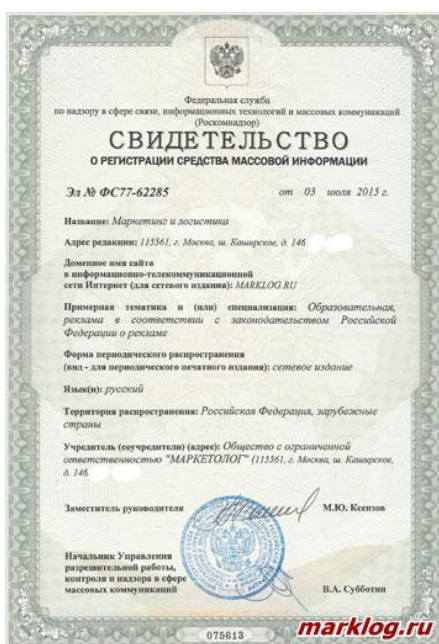 Федеральная служба
по надзору в сфере связи, информационных технологий и массовых коммуникаций
(Роскомнадзор)
СВИДЕТЕЛЬСТВО
О РЕГИСТРАЦИИ СРЕДСТВА МАССОВОЙ ИНФОРМАЦИИ
Эл № ФС77-62285 от 03 июля 2015 г.
Название: Маркетинг и логистика
Адрес редакции: 115561, г. Москва, ш. Каширское, д. 146
Доменное имя сайта
в информационно-телекоммуникационной
сети Интернет (для сетевого издания): MARKLOG.RU
Примерная тематика и (или) специализация: Образовательная,
реклама в соответствии с законодательством Российской
Федерации о рекламе
Форма периодического распространения
(вид - для периодического печатного издания): сетевое издание
Язык(и): русский
Территория распространения: Российская Федерация, зарубежные
страны
Учредитель (соучредители) (адрес): Общество с ограниченной
ответственностью "МАРКЕТОЛОГ" (115561, г. Москва, ш. Каширское,
д. 146
Заместитель руководителя М.Ю. Ксензов
Начальник Управления
разрешительной работы,
контроля и надзора в сфере
массовых коммуникаций В.А. Субботин
075613
marklog.ru